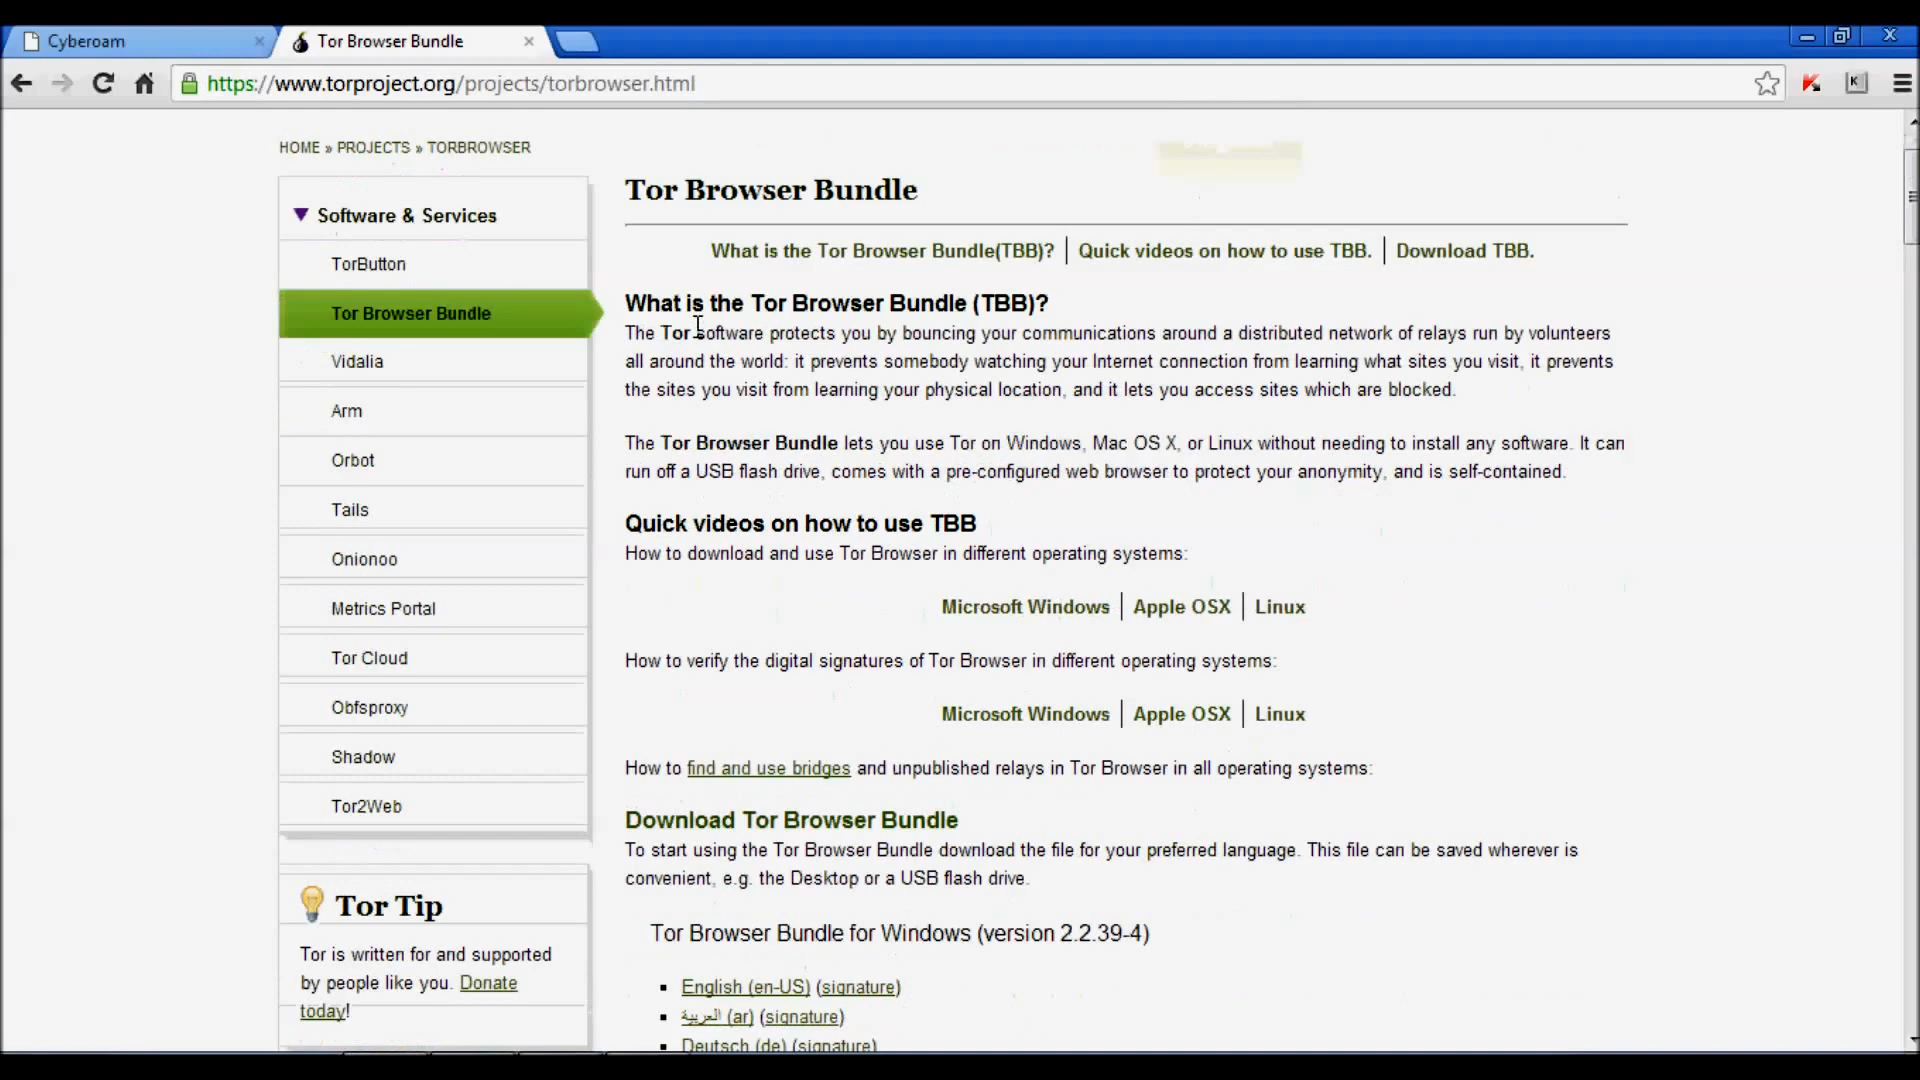 Cyberoam
Tor Browser Bundle
https://www.torproject.org/projects/torbrowser.html
HOME » PROJECTS » TORBROWSER
Software & Services
TorButton
Tor Browser Bundle
Vidalia
Arm
Orbot
Tails
Onionoo
Metrics Portal
Tor Cloud
Obfsproxy
Shadow
Tor2Web
Tor Tip
Tor is written for and supported
by people like you. Donate
today!
Tor Browser Bundle
What is the Tor Browser Bundle(TBB)? | Quick videos on how to use TBB. | Download TBB.
What is the Tor Browser Bundle (TBB)?
The Tor software protects you by bouncing your communications around a distributed network of relays run by volunteers
all around the world: it prevents somebody watching your Internet connection from learning what sites you visit, it prevents
the sites you visit from learning your physical location, and it lets you access sites which are blocked.
The Tor Browser Bundle lets you use Tor on Windows, Mac OS X, or Linux without needing to install any software. It can
run off a USB flash drive, comes with a pre-configured web browser to protect your anonymity, and is self-contained.
Quick videos on how to use TBB
How to download and use Tor Browser in different operating systems:
Microsoft Windows | Apple OSX | Linux
How to verify the digital signatures of Tor Browser in different operating systems:
Microsoft Windows | Apple OSX | Linux
How to find and use bridges and unpublished relays in Tor Browser in all operating systems:
Download Tor Browser Bundle
To start using the Tor Browser Bundle download the file for your preferred language. This file can be saved wherever is
convenient, e.g. the Desktop or a USB flash drive.
Tor Browser Bundle for Windows (version 2.2.39-4)
English (en-US) (signature)
العربية (ar) (signature)
Deutsch (de) (signature)